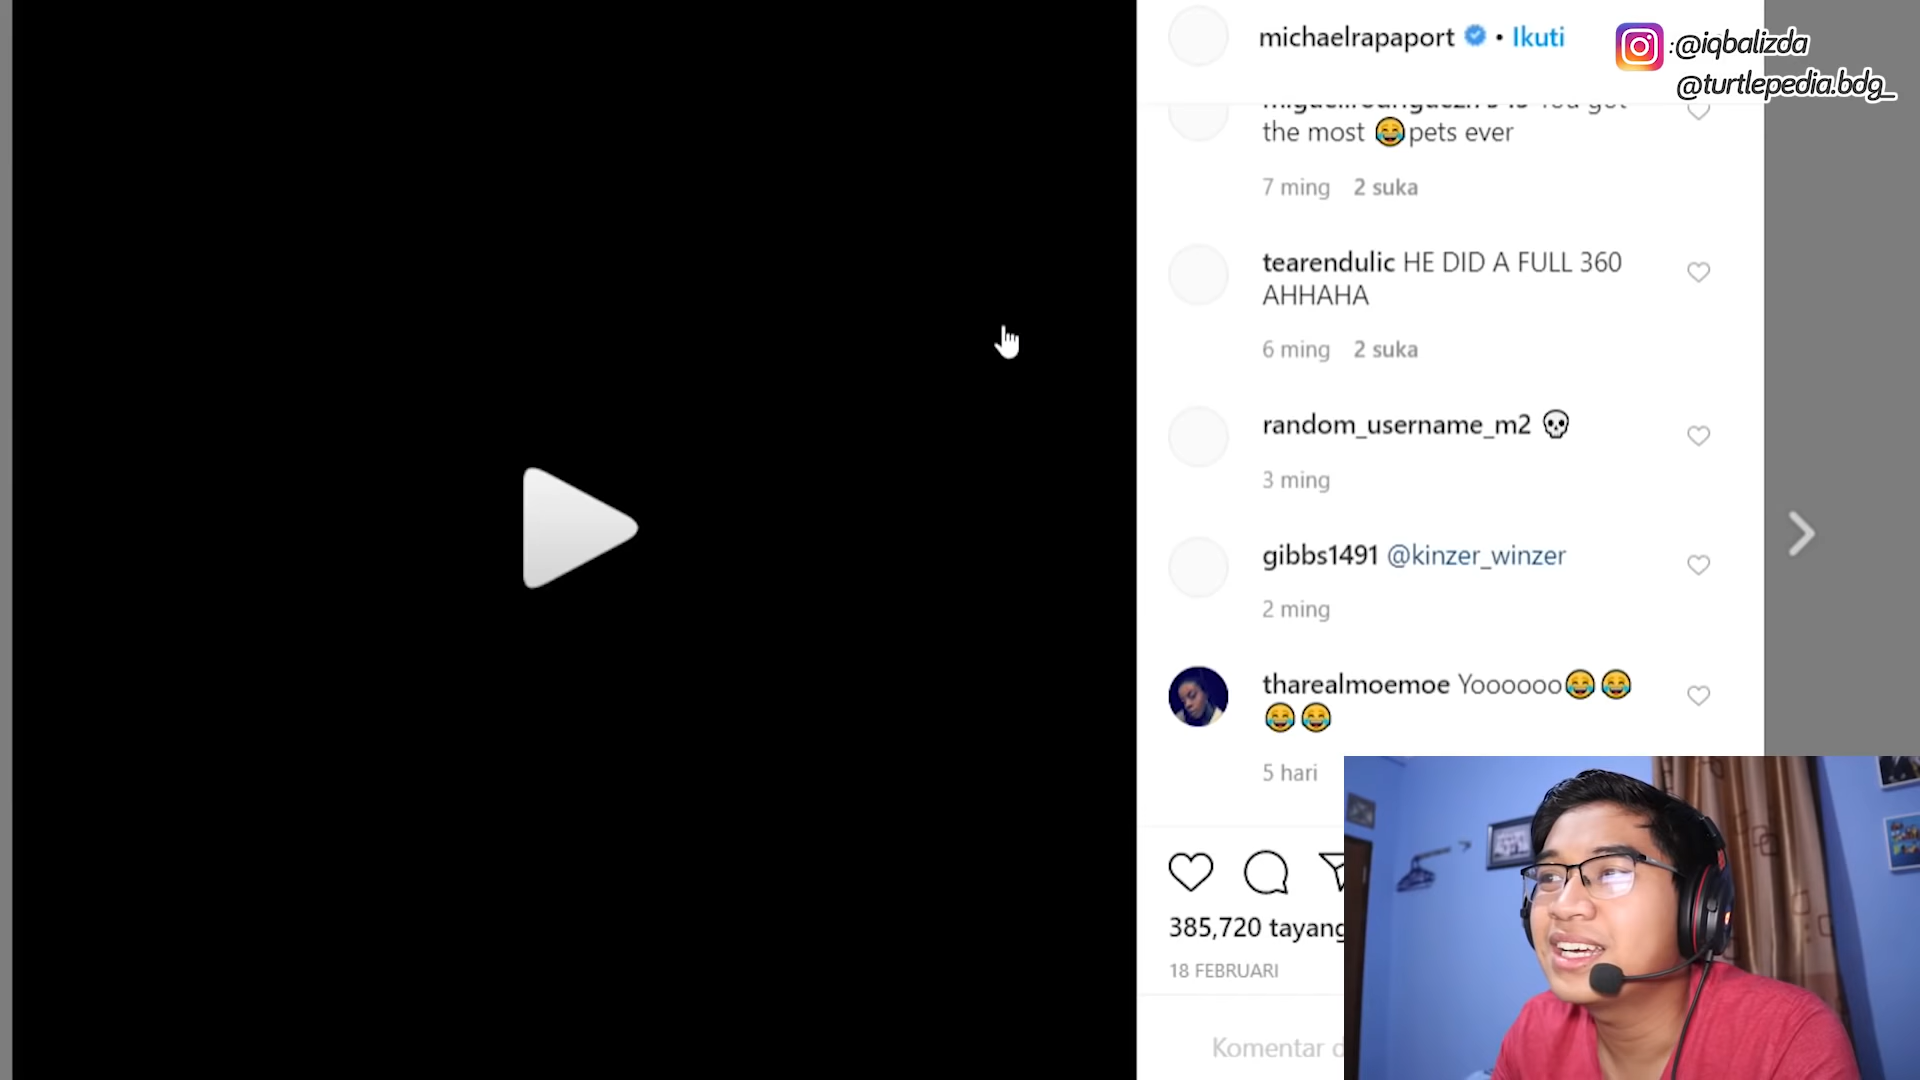 michaelrapaport • Ikuti
:@iqbalizda
@turtlepedia.bdg_
You got
the most 😂pets ever
7 ming 2 suka
tearendulic HE DID A FULL 360
AHHAHA
6 ming 2 suka
random_username_m2 💀
3 ming
gibbs1491 @kinzer_winzer
2 ming
tharealmoemoe Yoooooo😂😂
😂😂
5 hari
385,720 tayang
18 FEBRUARI
Komentar